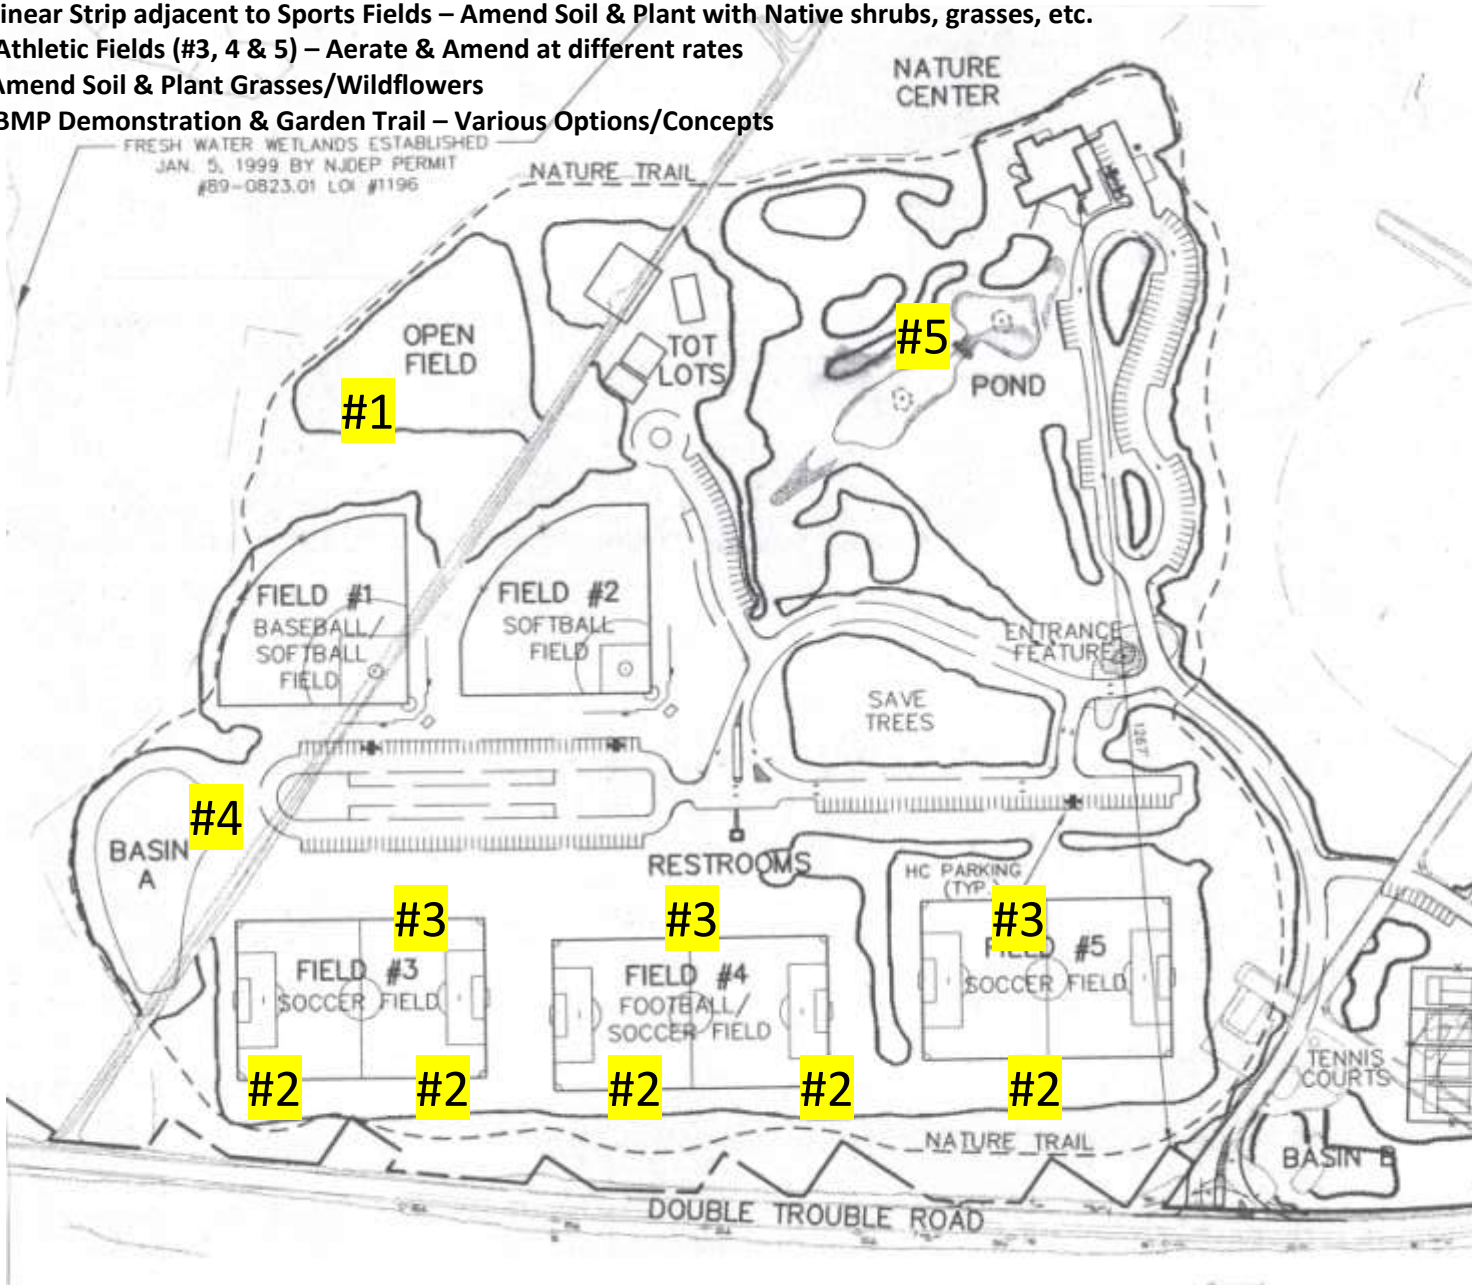 inear Strip adjacent to Sports Fields – Amend Soil & Plant with Native shrubs, grasses, etc.
Athletic Fields (#3, 4 & 5) – Aerate & Amend at different rates
Amend Soil & Plant Grasses/Wildflowers
BMP Demonstration & Garden Trail – Various Options/Concepts
NATURE
CENTER
FRESH WATER WETLANDS ESTABLISHED
JAN. 5, 1999 BY NJDEP PERMIT
#89-0823.01 LOI #1196
NATURE TRAIL
OPEN
FIELD
#1
TOT
LOTS
#5
POND
FIELD #1
BASEBALL/
SOFTBALL
FIELD
FIELD #2
SOFTBALL
FIELD
ENTRANCE
FEATURE
SAVE
TREES
1267'
#4
BASIN
A
RESTROOMS
HC PARKING
(TYP.)
#3
#3
#3
FIELD #3
SOCCER FIELD
FIELD #4
FOOTBALL/
SOCCER FIELD
FIELD #5
SOCCER FIELD
#2
#2
#2
#2
#2
TENNIS
COURTS
NATURE TRAIL
BASIN B
DOUBLE TROUBLE ROAD